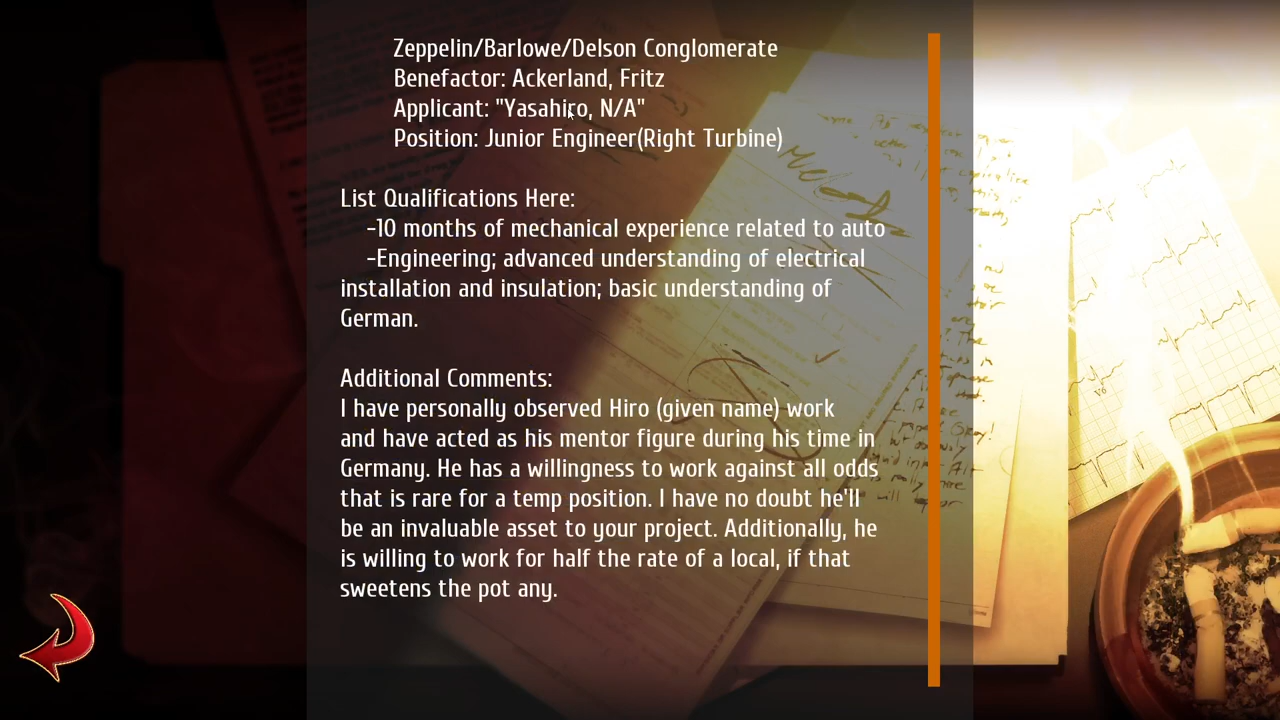 Zeppelin/Barlowe/Delson Conglomerate
Benefactor: Ackerland, Fritz
Applicant: "Yasahiro, N/A"
Position: Junior Engineer(Right Turbine)
List Qualifications Here:
-10 months of mechanical experience related to auto
-Engineering; advanced understanding of electrical
installation and insulation; basic understanding of
German.
Additional Comments:
I have personally observed Hiro (given name) work
and have acted as his mentor figure during his time in
Germany. He has a willingness to work against all odds
that is rare for a temp position. I have no doubt he'll
be an invaluable asset to your project. Additionally, he
is willing to work for half the rate of a local, if that
sweetens the pot any.